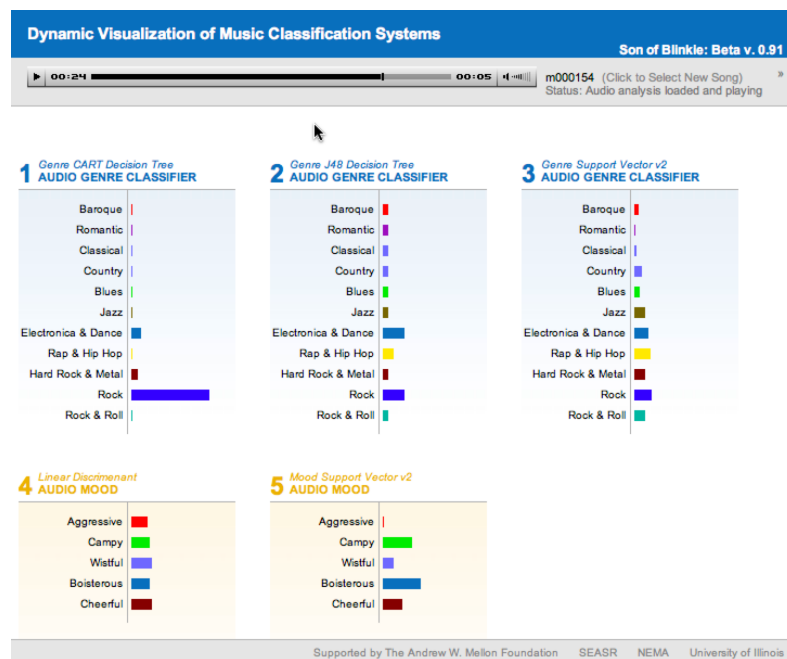 Dynamic Visualization of Music Classification Systems
Son of Blinkie: Beta v. 0.91
00:24 00:05 m000154 (Click to Select New Song) »
Status: Audio analysis loaded and playing
1 Genre CART Decision Tree
AUDIO GENRE CLASSIFIER
Baroque
Romantic
Classical
Country
Blues
Jazz
Electronica & Dance
Rap & Hip Hop
Hard Rock & Metal
Rock
Rock & Roll
2 Genre J48 Decision Tree
AUDIO GENRE CLASSIFIER
Baroque
Romantic
Classical
Country
Blues
Jazz
Electronica & Dance
Rap & Hip Hop
Hard Rock & Metal
Rock
Rock & Roll
3 Genre Support Vector v2
AUDIO GENRE CLASSIFIER
Baroque
Romantic
Classical
Country
Blues
Jazz
Electronica & Dance
Rap & Hip Hop
Hard Rock & Metal
Rock
Rock & Roll
4 Linear Discrimenant
AUDIO MOOD
Aggressive
Campy
Wistful
Boisterous
Cheerful
5 Mood Support Vector v2
AUDIO MOOD
Aggressive
Campy
Wistful
Boisterous
Cheerful
Supported by The Andrew W. Mellon Foundation SEASR NEMA University of Illinois